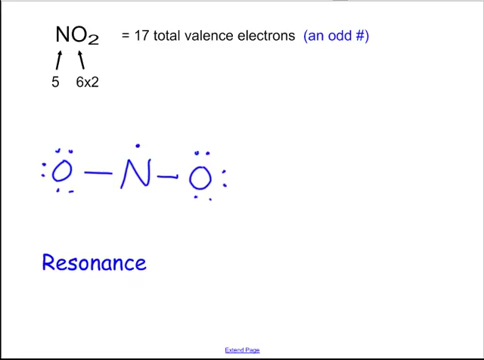 NO2 = 17 total valence electrons (an odd #)
5 6x2
O — N — O
Resonance
Extend Page